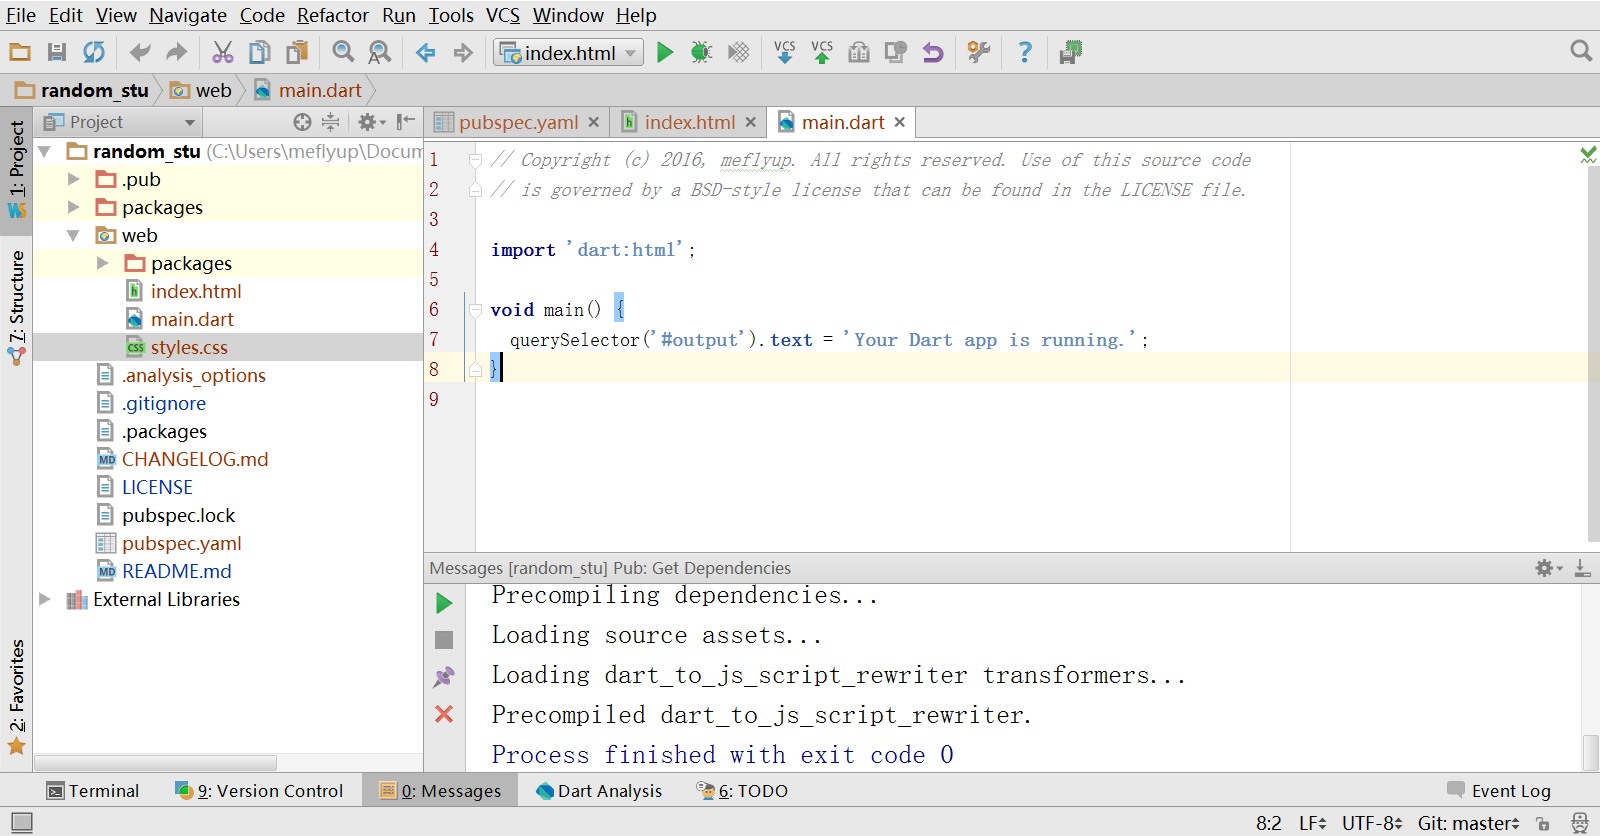 File Edit View Navigate Code Refactor Run Tools VCS Window Help
index.html VCS VCS ?
random_stu web main.dart
1: Project
7: Structure
2: Favorites
Project
random_stu (C:\Users\meflyup\Docum
.pub
packages
web
packages
index.html
main.dart
styles.css
.analysis_options
.gitignore
.packages
CHANGELOG.md
LICENSE
pubspec.lock
pubspec.yaml
README.md
External Libraries
pubspec.yaml index.html main.dart
1 // Copyright (c) 2016, meflyup. All rights reserved. Use of this source code
2 // is governed by a BSD-style license that can be found in the LICENSE file.
3
4 import 'dart:html';
5
6 void main() {
7 querySelector('#output').text = 'Your Dart app is running.';
8 }
9
Messages [random_stu] Pub: Get Dependencies
Precompiling dependencies...
Loading source assets...
Loading dart_to_js_script_rewriter transformers...
Precompiled dart_to_js_script_rewriter.
Process finished with exit code 0
Terminal 9: Version Control 0: Messages Dart Analysis 6: TODO Event Log
8:2 LF UTF-8 Git: master